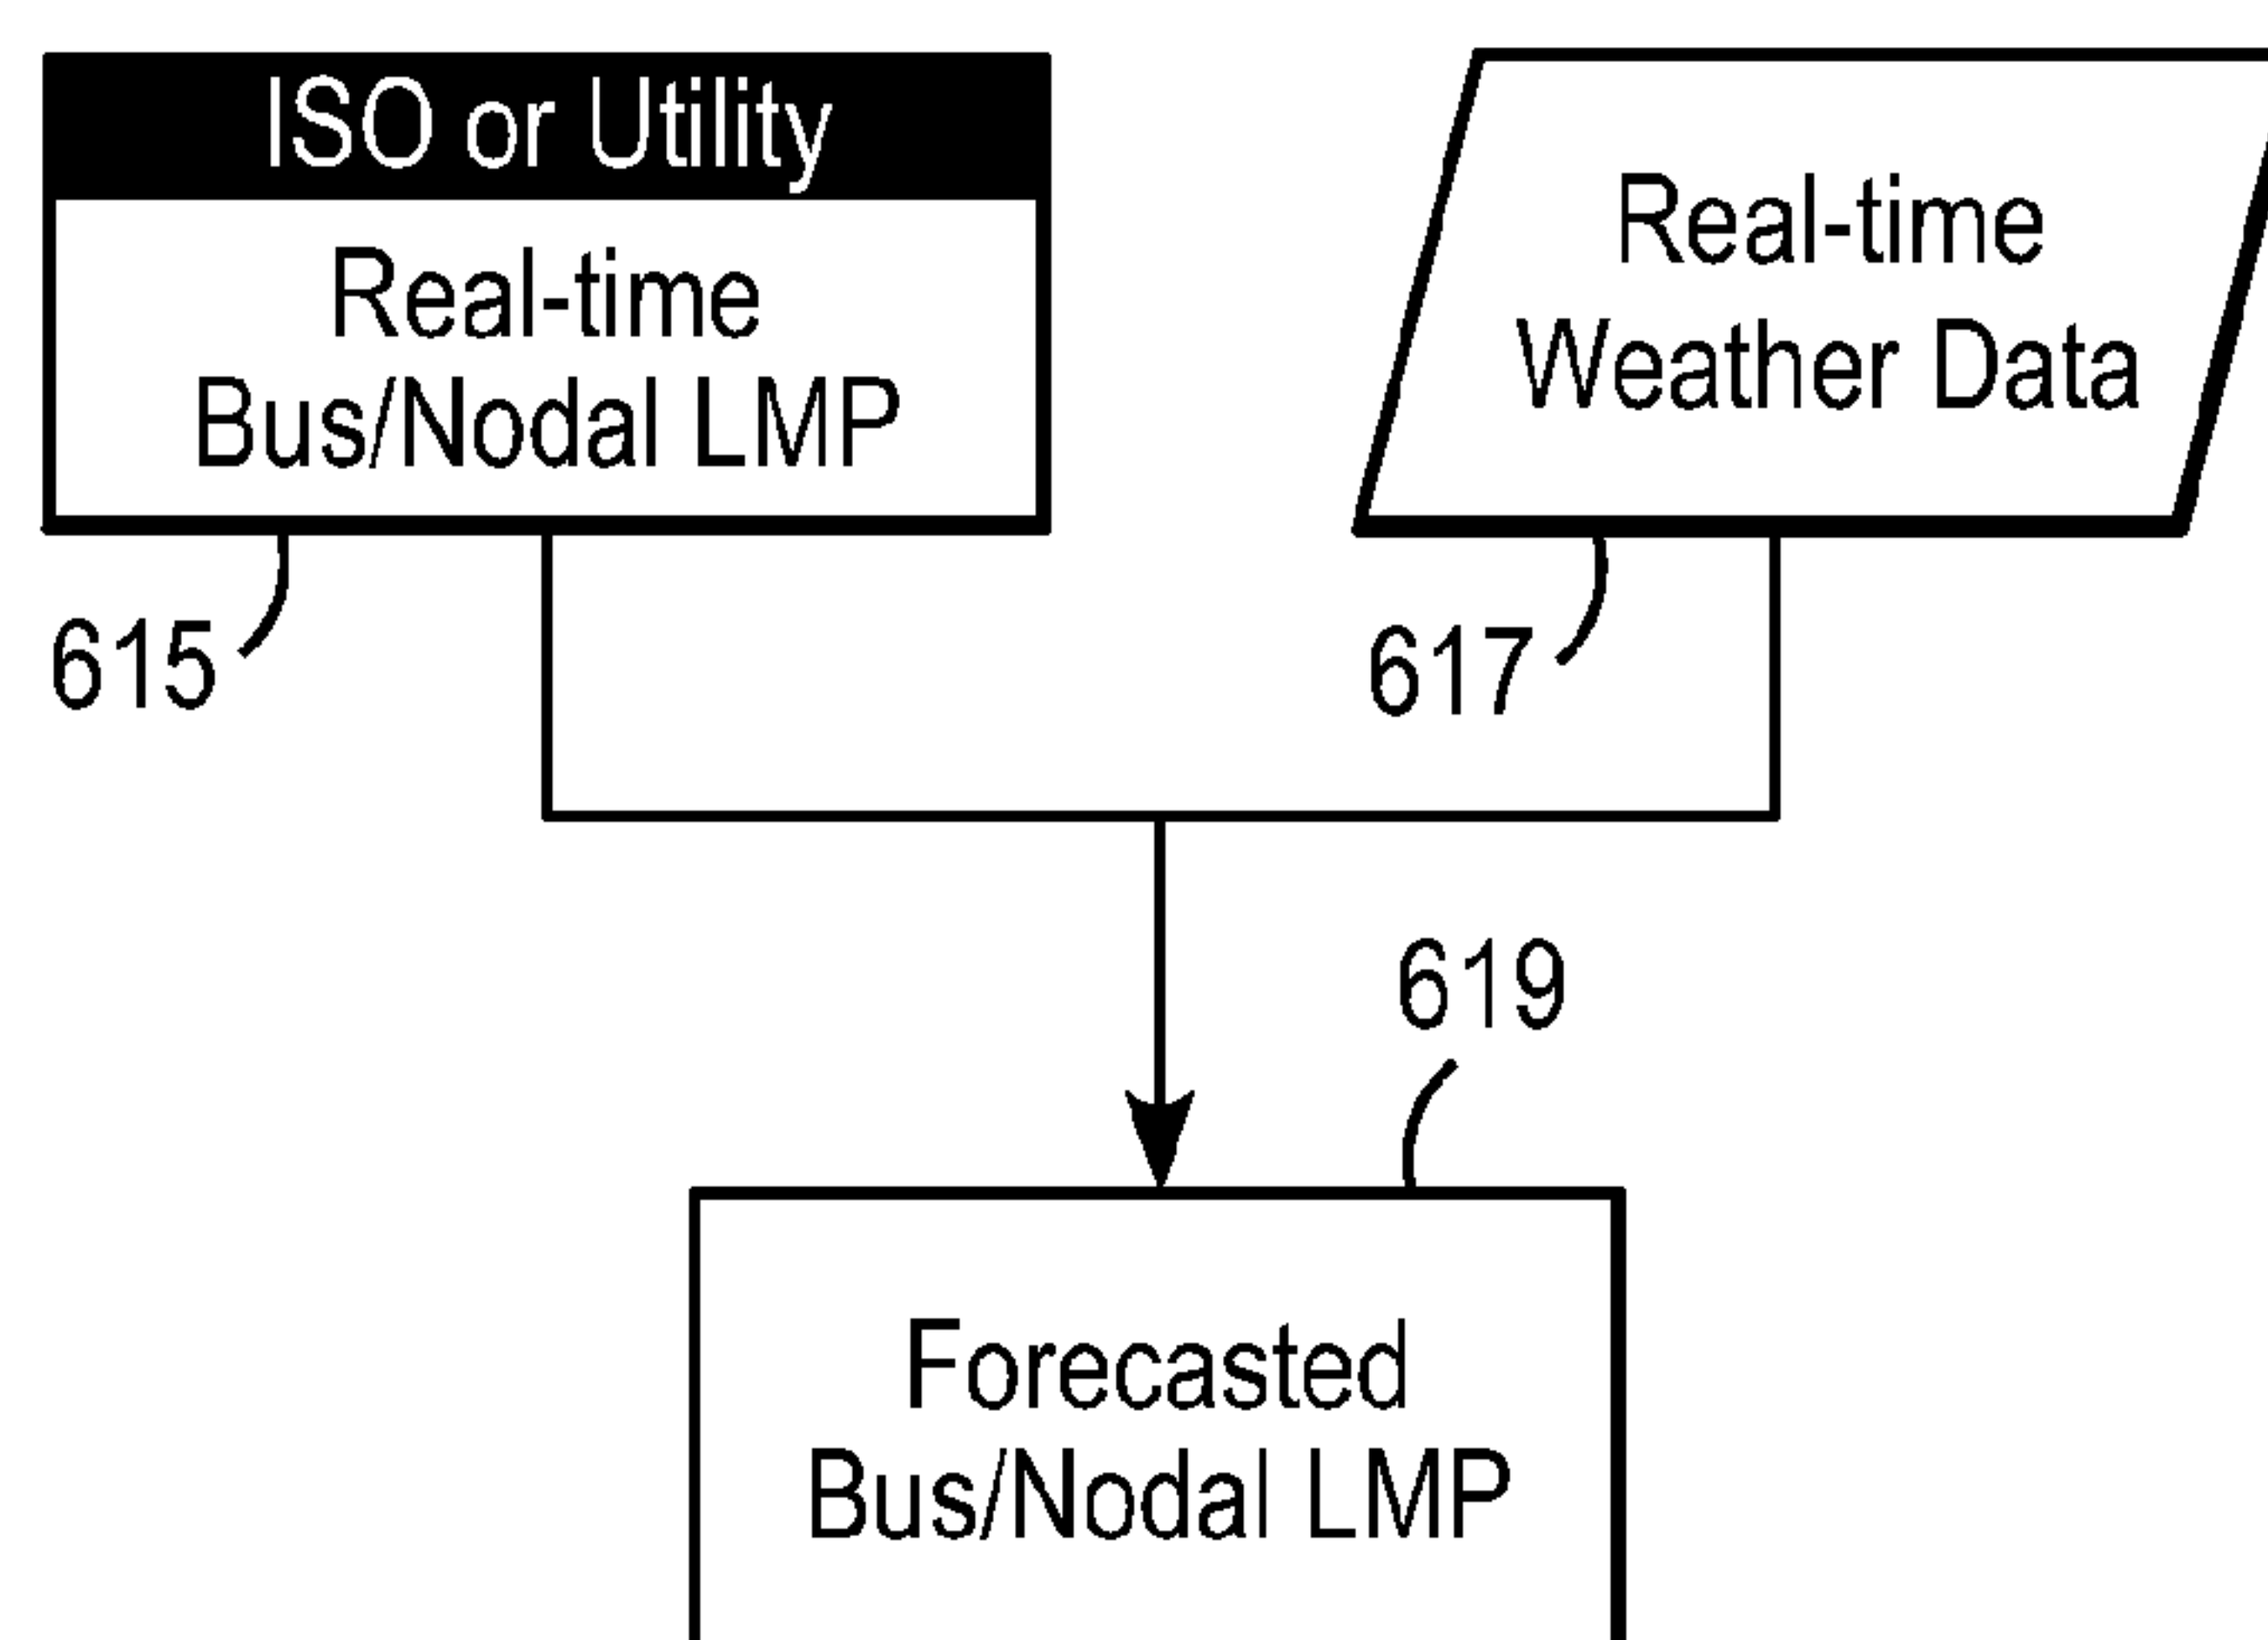 ISO or Utility
Real-time
Bus/Nodal LMP
615
Real-time
Weather Data
617
619
Forecasted
Bus/Nodal LMP